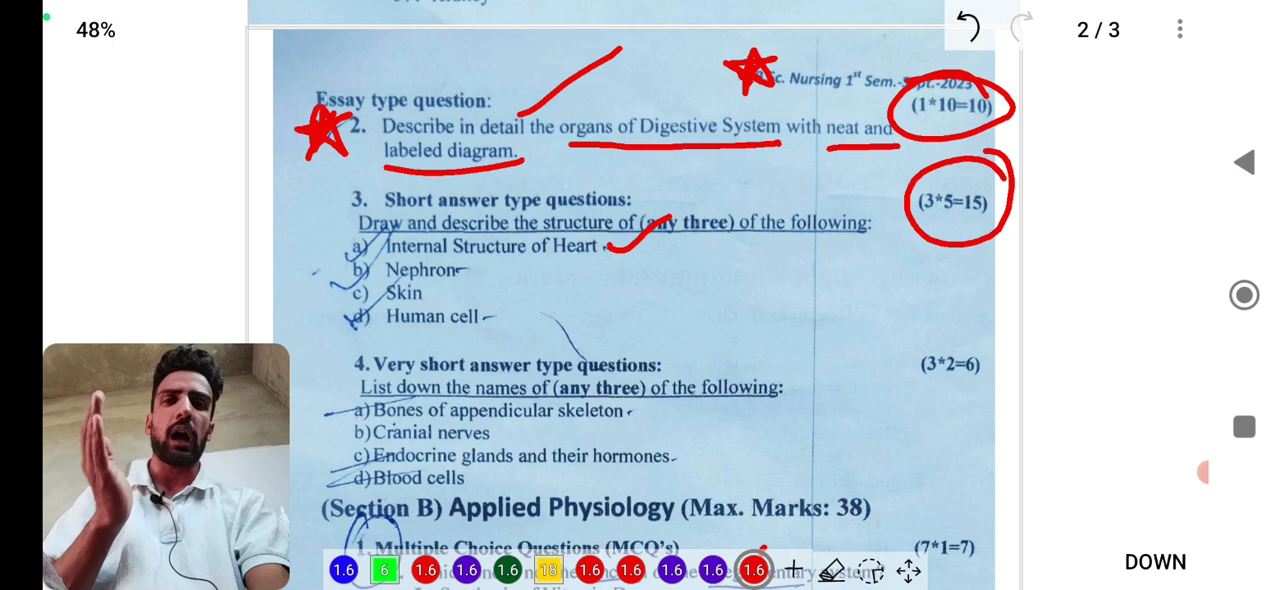 48%
2 / 3
B.Sc. Nursing 1st Sem.-Sept.-2023
Essay type question:
(1*10=10)
2. Describe in detail the organs of Digestive System with neat and
labeled diagram.
3. Short answer type questions:
(3*5=15)
Draw and describe the structure of (any three) of the following:
a) Internal Structure of Heart
b) Nephron
c) Skin
d) Human cell
4. Very short answer type questions:
(3*2=6)
List down the names of (any three) of the following:
a)Bones of appendicular skeleton
b)Cranial nerves
c)Endocrine glands and their hormones
d)Blood cells
(Section B) Applied Physiology (Max. Marks: 38)
1. Multiple Choice Questions (MCQ's)
(7*1=7)
DOWN
1.6 6 1.6 1.6 1.6 18 1.6 1.6 1.6 1.6 1.6